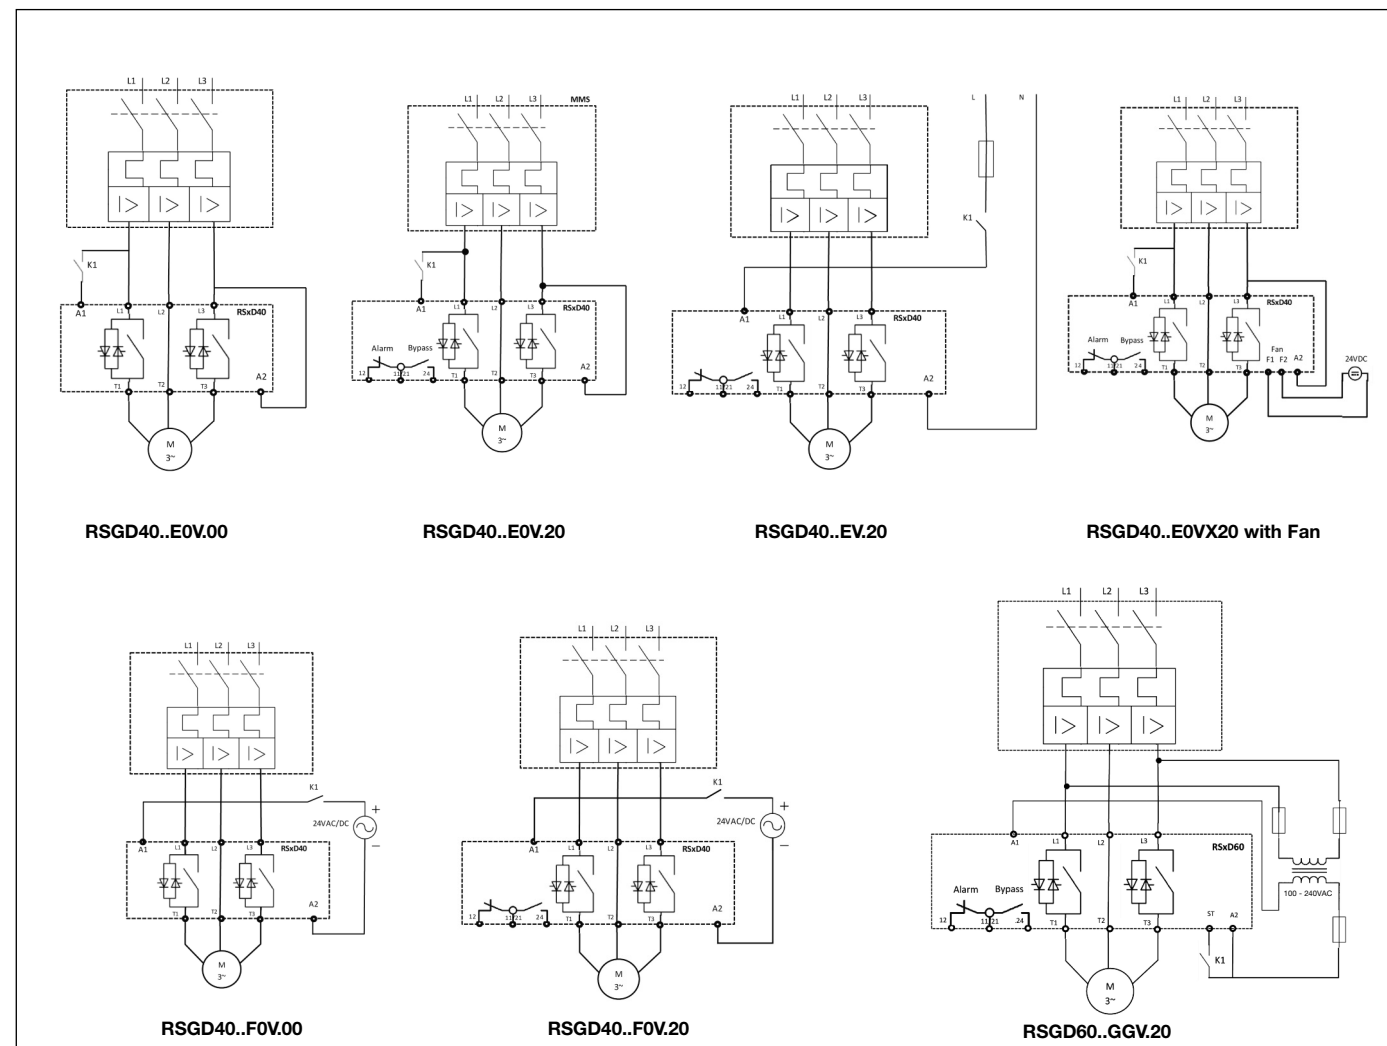 L1 L2 L3
K1
A1 L1 L2 L3 RSxD40
T1 T2 T3 A2
M
3~
RSGD40..E0V.00
L1 L2 L3 MMS
K1
A1 L1 L2 L3 RSxD40
Alarm Bypass
12 11 21 24 T1 T2 T3 A2
M
3~
RSGD40..E0V.20
L1 L2 L3 L N
K1
A1 L1 L2 L3 RSxD40
12 11 21 24 T1 T2 T3 A2
M
3~
RSGD40..EV.20
L1 L2 L3
K1
A1 L1 L2 L3 RSxD40
Alarm Bypass Fan
12 11 21 24 T1 T2 T3 F1 F2 A2
24VDC
M
3~
RSGD40..E0VX20 with Fan
L1 L2 L3
K1
24VAC/DC + −
A1 L1 L2 L3 RSxD40
T1 T2 T3 A2
M
3~
RSGD40..F0V.00
L1 L2 L3
K1
24VAC/DC + −
A1 L1 L2 L3 RSxD40
12 11 21 24 T1 T2 T3 A2
M
3~
RSGD40..F0V.20
L1 L2 L3
A1 L1 L2 L3 RSxD60
100 - 240VAC
Alarm Bypass
12 11 21 .24 T1 T2 T3 ST A2
K1
M
3~
RSGD60..GGV.20